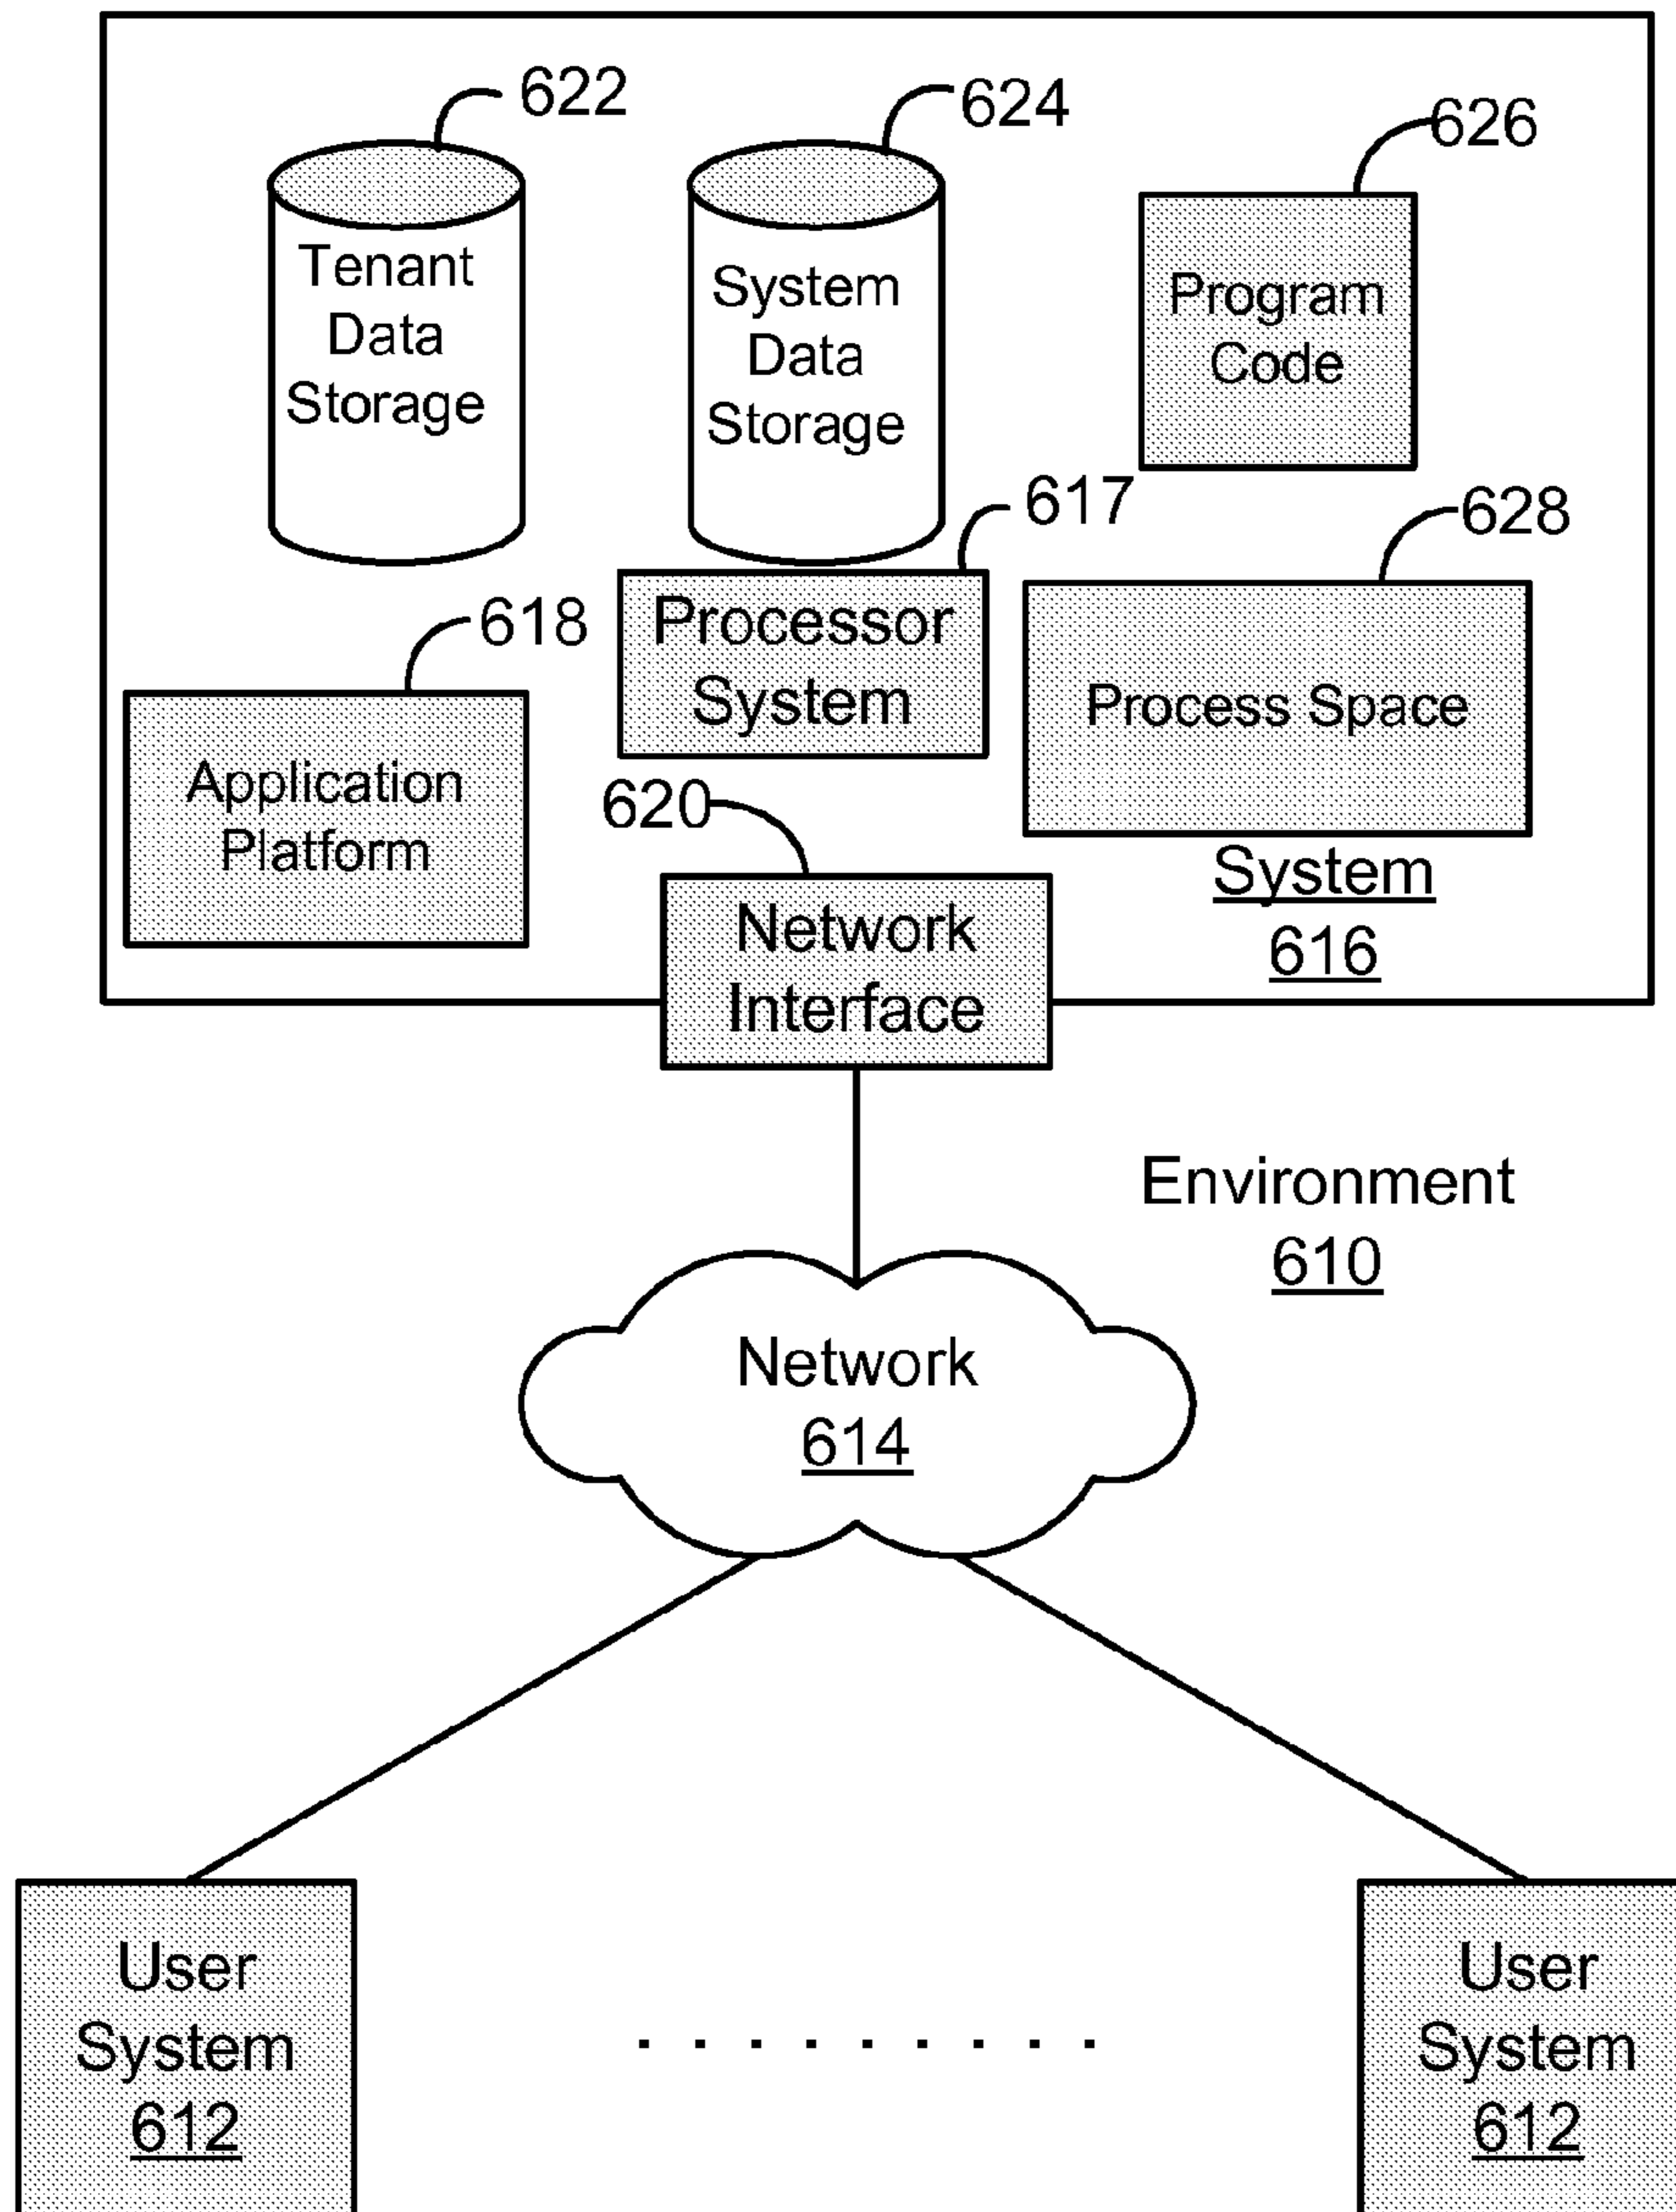 622
624
626
Tenant
Data
Storage
System
Data
Storage
Program
Code
617
628
618
Processor
System
Process Space
Application
Platform
620
System
616
Network
Interface
Environment
610
Network
614
User
System
612
. . . . . . . . .
User
System
612